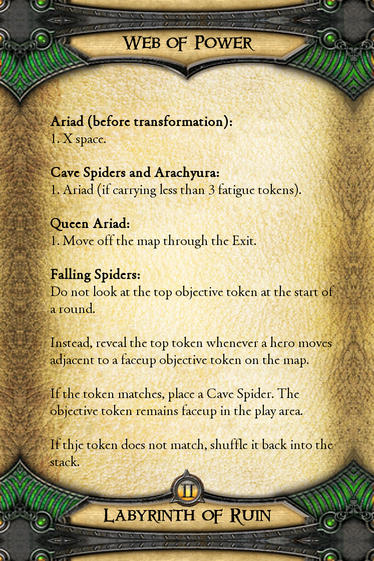 Web of Power
Ariad (before transformation):
1. X space.
Cave Spiders and Arachyura:
1. Ariad (if carrying less than 3 fatigue tokens).
Queen Ariad:
1. Move off the map through the Exit.
Falling Spiders:
Do not look at the top objective token at the start of
a round.
Instead, reveal the top token whenever a hero moves
adjacent to a faceup objective token on the map.
If the token matches, place a Cave Spider. The
objective token remains faceup in the play area.
If thje token does not match, shuffle it back into the
stack.
II
Labyrinth of Ruin